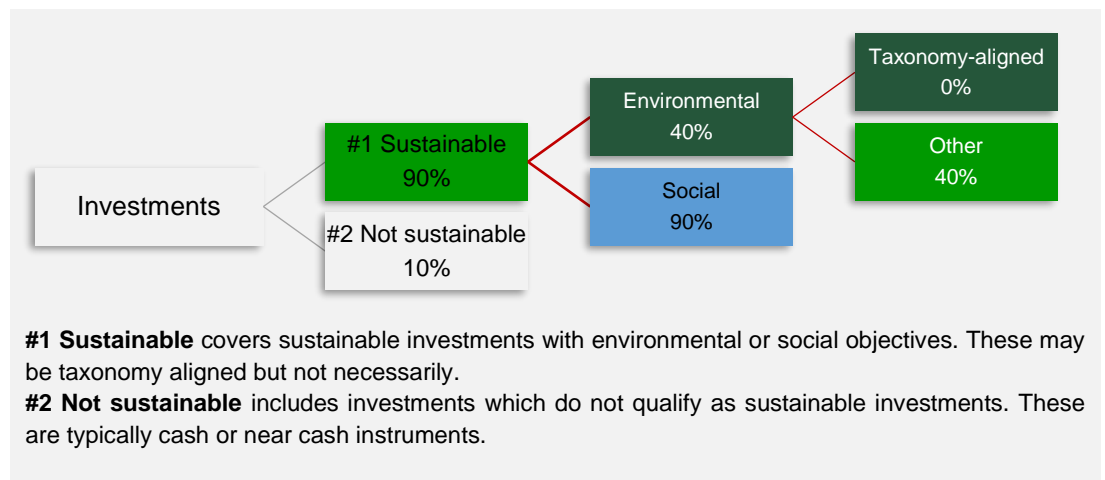 Investments
#1 Sustainable
90%
#2 Not sustainable
10%
Environmental
40%
Social
90%
Taxonomy-aligned
0%
Other
40%
#1 Sustainable covers sustainable investments with environmental or social objectives. These may
be taxonomy aligned but not necessarily.
#2 Not sustainable includes investments which do not qualify as sustainable investments. These
are typically cash or near cash instruments.